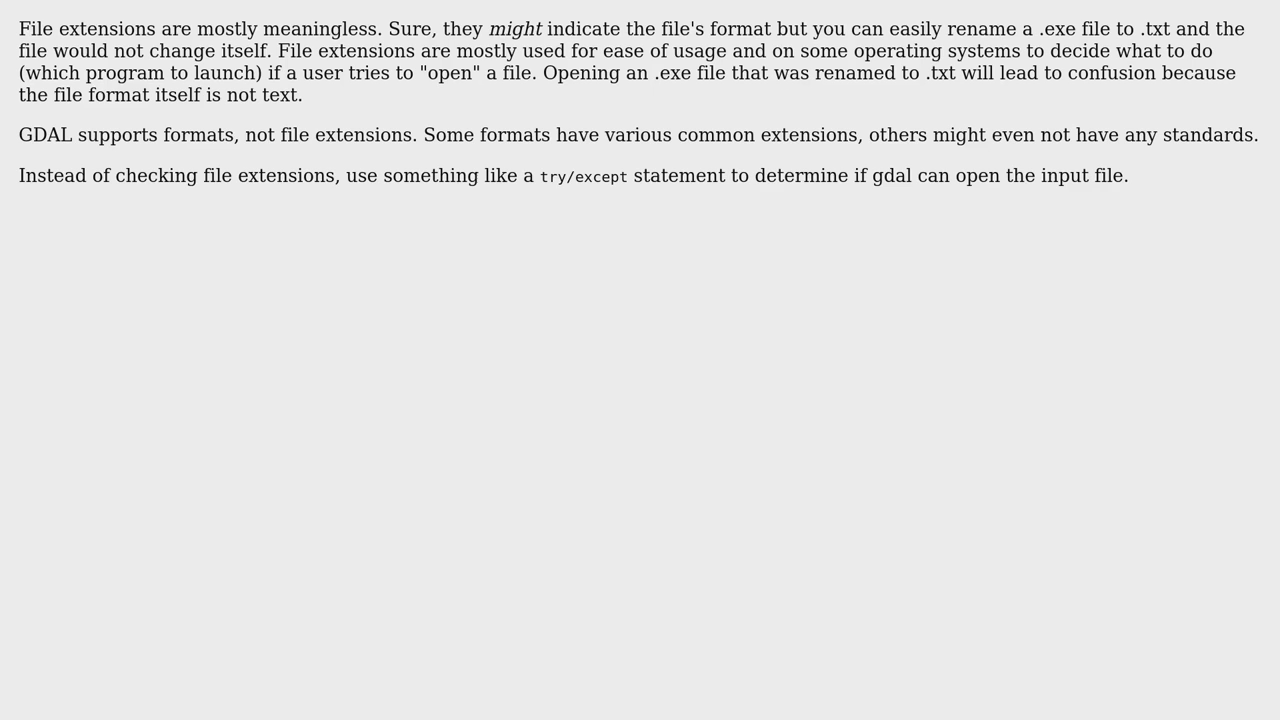 File extensions are mostly meaningless. Sure, they might indicate the file's format but you can easily rename a .exe file to .txt and the
file would not change itself. File extensions are mostly used for ease of usage and on some operating systems to decide what to do
(which program to launch) if a user tries to "open" a file. Opening an .exe file that was renamed to .txt will lead to confusion because
the file format itself is not text.
GDAL supports formats, not file extensions. Some formats have various common extensions, others might even not have any standards.
Instead of checking file extensions, use something like a try/except statement to determine if gdal can open the input file.